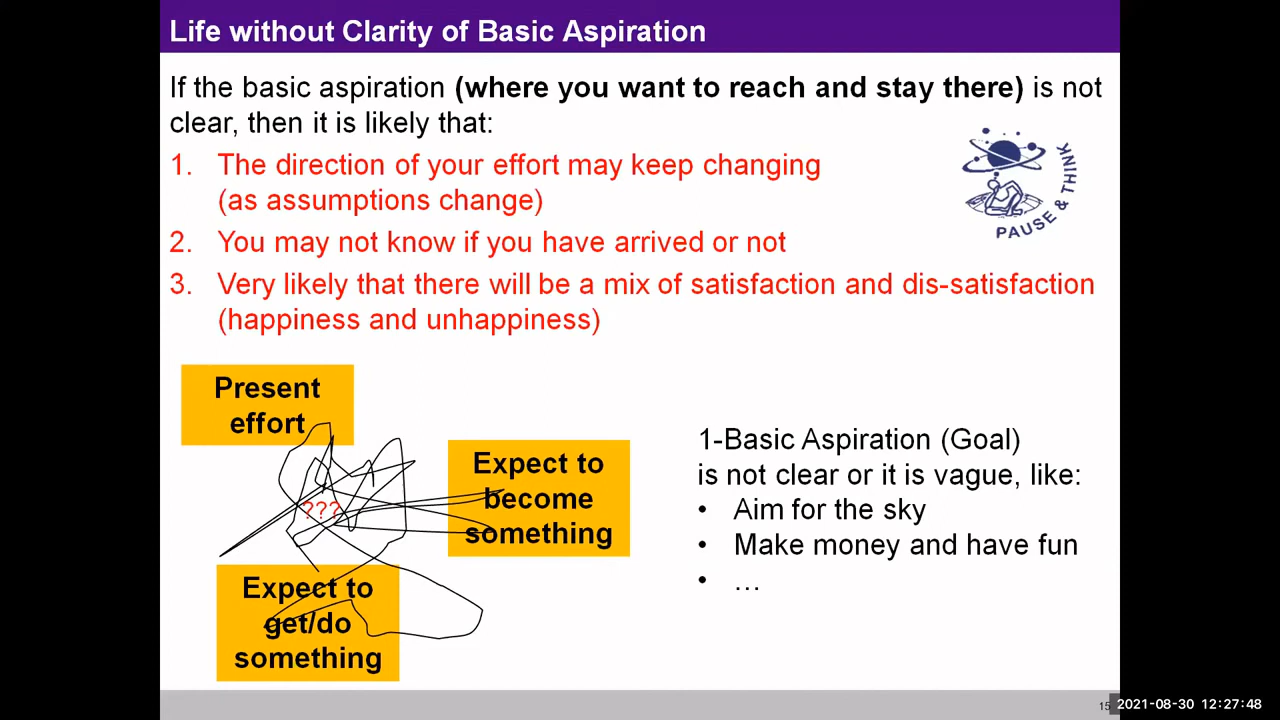 Life without Clarity of Basic Aspiration
If the basic aspiration (where you want to reach and stay there) is not
clear, then it is likely that:
1. The direction of your effort may keep changing
(as assumptions change)
2. You may not know if you have arrived or not
3. Very likely that there will be a mix of satisfaction and dis-satisfaction
(happiness and unhappiness)
PAUSE & THINK
Present
effort
Expect to
become
something
???
Expect to
get/do
something
1-Basic Aspiration (Goal)
is not clear or it is vague, like:
• Aim for the sky
• Make money and have fun
• …
15
2021-08-30 12:27:48